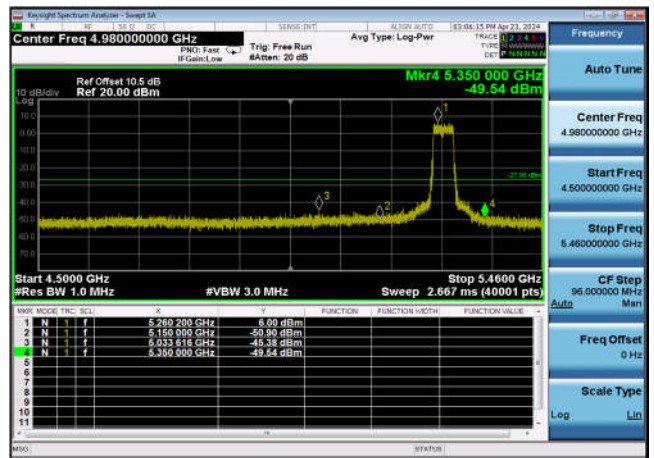 Keysight Spectrum Analyzer - Swept SA
RF 50 Ω DC SENSE:INT ALIGN AUTO 03:06:15 PM Apr 23, 2024
Center Freq 4.980000000 GHz
PNO: Fast
IFGain:Low
Trig: Free Run
#Atten: 20 dB
Avg Type: Log-Pwr
TRACE 1 2 3 4 5 6
TYPE
DET P N N N N N
Mkr4 5.350 000 GHz
-49.54 dBm
Ref Offset 10.5 dB
Ref 20.00 dBm
10 dB/div
Log
10.0
0.00
-10.0
-20.0
-30.0
-40.0
-50.0
-60.0
-70.0
1
2
3
4
Start 4.5000 GHz
Stop 5.4600 GHz
#Res BW 1.0 MHz
#VBW 3.0 MHz
Sweep 2.667 ms (40001 pts)
MKR MODE TRC SCL X Y FUNCTION FUNCTION WIDTH FUNCTION VALUE
1 N 1 f 5.260 200 GHz 6.00 dBm
2 N 1 f 5.150 000 GHz -50.90 dBm
3 N 1 f 5.033 616 GHz -45.38 dBm
4 N 1 f 5.350 000 GHz -49.54 dBm
5
6
7
8
9
10
11
MSG
STATUS
Frequency
Auto Tune
Center Freq
4.980000000 GHz
Start Freq
4.500000000 GHz
Stop Freq
5.460000000 GHz
CF Step
96.000000 MHz
Auto Man
Freq Offset
0 Hz
Scale Type
Log Lin